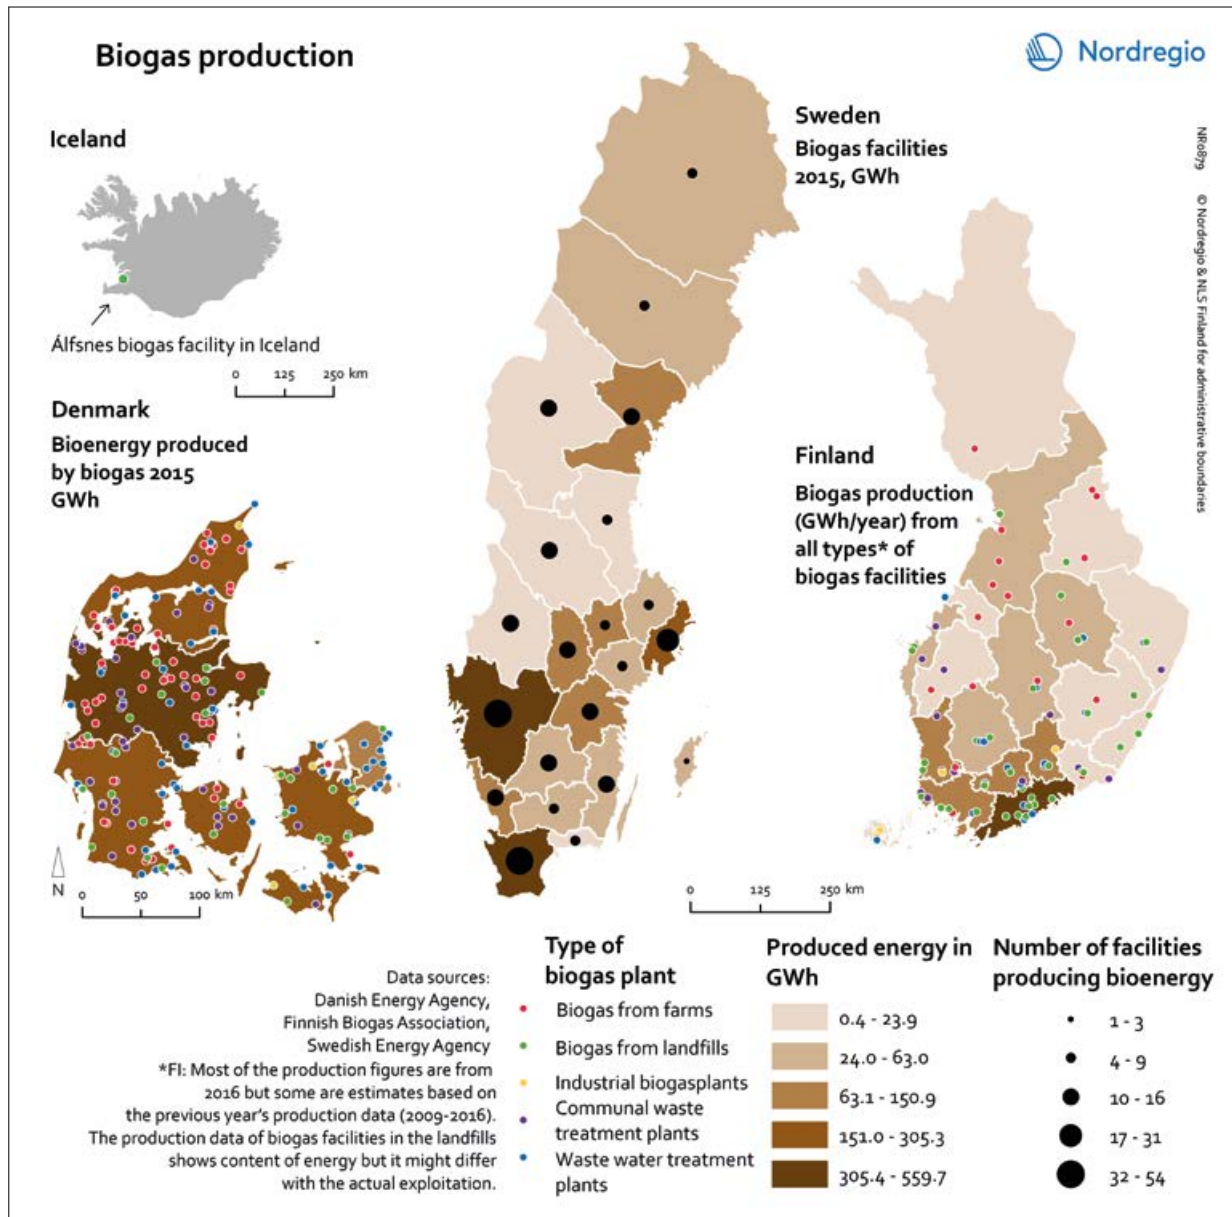 Biogas production
Nordregio
Iceland
Álfsnes biogas facility in Iceland
0 125 250 km
Denmark
Bioenergy produced
by biogas 2015
GWh
N
0 50 100 km
Sweden
Biogas facilities
2015, GWh
Finland
Biogas production
(GWh/year) from
all types* of
biogas facilities
0 125 250 km
NR0879 © Nordregio & NLS Finland for administrative boundaries
Data sources:
Danish Energy Agency,
Finnish Biogas Association,
Swedish Energy Agency
*FI: Most of the production figures are from
2016 but some are estimates based on
the previous year's production data (2009-2016).
The production data of biogas facilities in the landfills
shows content of energy but it might differ
with the actual exploitation.
Type of
biogas plant
Biogas from farms
Biogas from landfills
Industrial biogasplants
Communal waste
treatment plants
Waste water treatment
plants
Produced energy in
GWh
0.4 - 23.9
24.0 - 63.0
63.1 - 150.9
151.0 - 305.3
305.4 - 559.7
Number of facilities
producing bioenergy
1 - 3
4 - 9
10 - 16
17 - 31
32 - 54